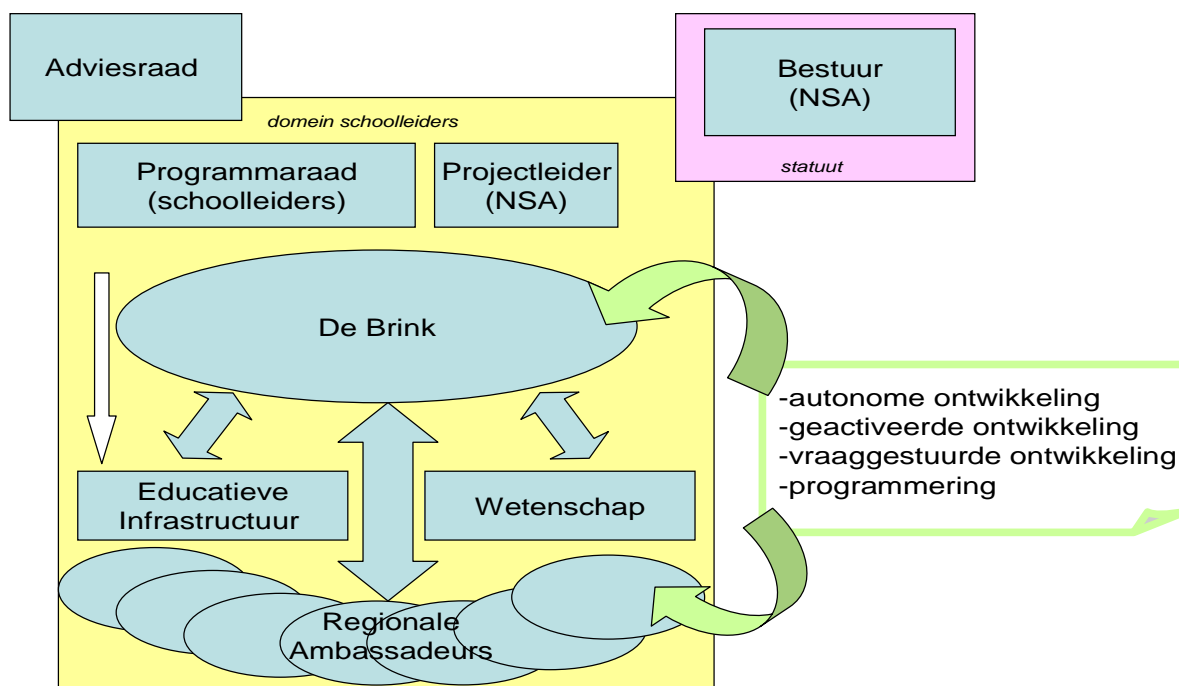 Adviesraad
Bestuur
(NSA)
statuut
domein schoolleiders
Programmaraad
(schoolleiders)
Projectleider
(NSA)
De Brink
-autonome ontwikkeling
-geactiveerde ontwikkeling
-vraaggestuurde ontwikkeling
-programmering
Educatieve
Infrastructuur
Wetenschap
Regionale
Ambassadeurs